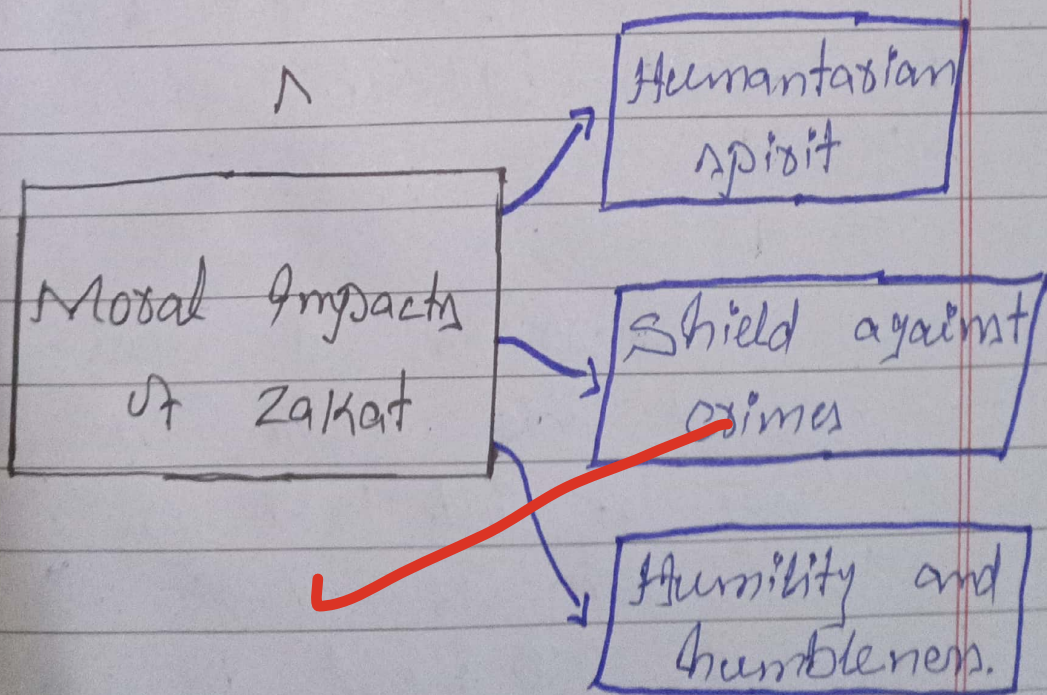 Moral Impacts
of Zakat
Humantarian
spirit
Shield against
crimes
Humility and
humbleness.